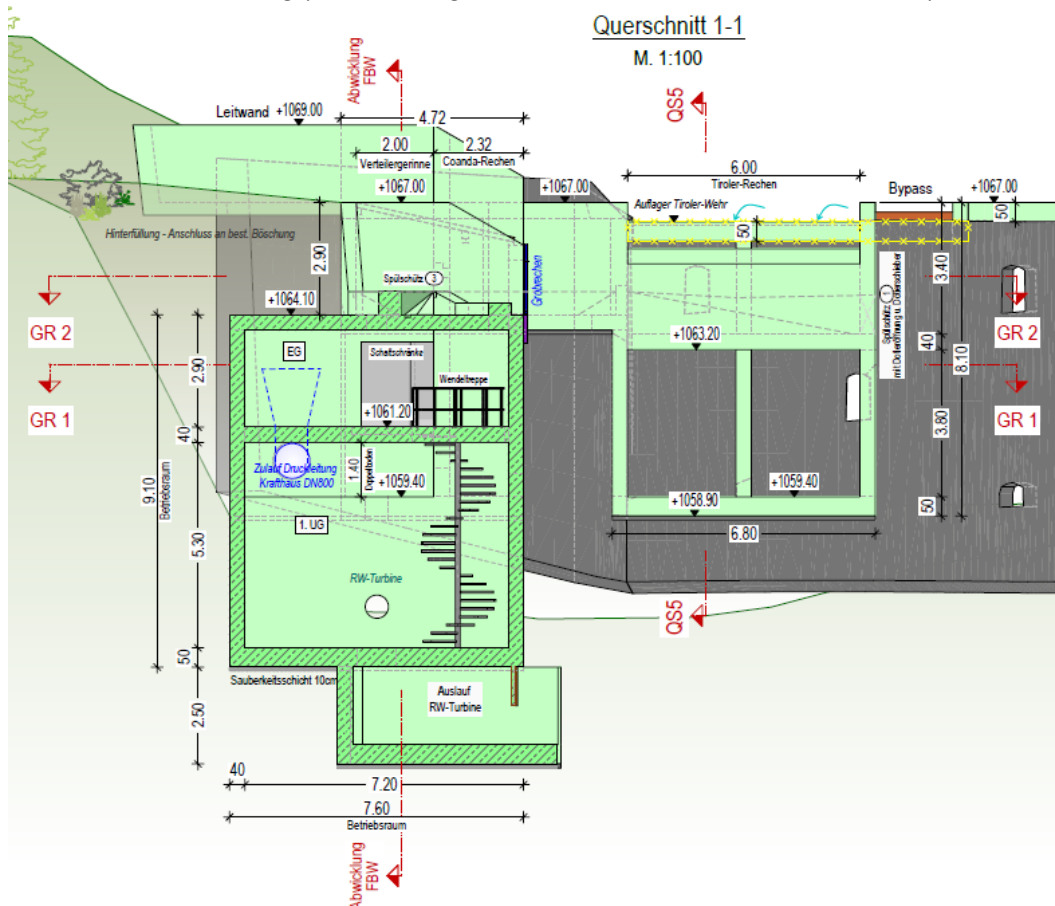 Querschnitt 1-1
M. 1:100
Abwicklung
FBW
QS5
Leitwand +1069.00
4.72
2.00
2.32
Verteilergerinne
Coanda-Rechen
+1067.00
+1067.00
6.00
Tiroler-Rechen
Auflager Tiroler-Wehr
Bypass
+1067.00
50
50
Hinterfüllung - Anschluss an best. Böschung
2.90
Spülschütz 3
Grobrechen
Spülschütz 1
mit Dotieröffnung u. Dotierschieber
3.40
GR 2
+1064.10
GR 2
+1063.20
40
8.10
EG
Schaltschränke
Wendeltreppe
2.90
GR 1
GR 1
+1061.20
3.80
40
Zulauf Druckleitung
Krafthaus DN800
1.40
Doppelboden
+1059.40
+1059.40
+1058.90
50
9.10
Betriebsraum
1. UG
6.80
5.30
RW-Turbine
QS5
50
Sauberkeitsschicht 10cm
Auslauf
RW-Turbine
2.50
40
7.20
7.60
Betriebsraum
Abwicklung
FBW